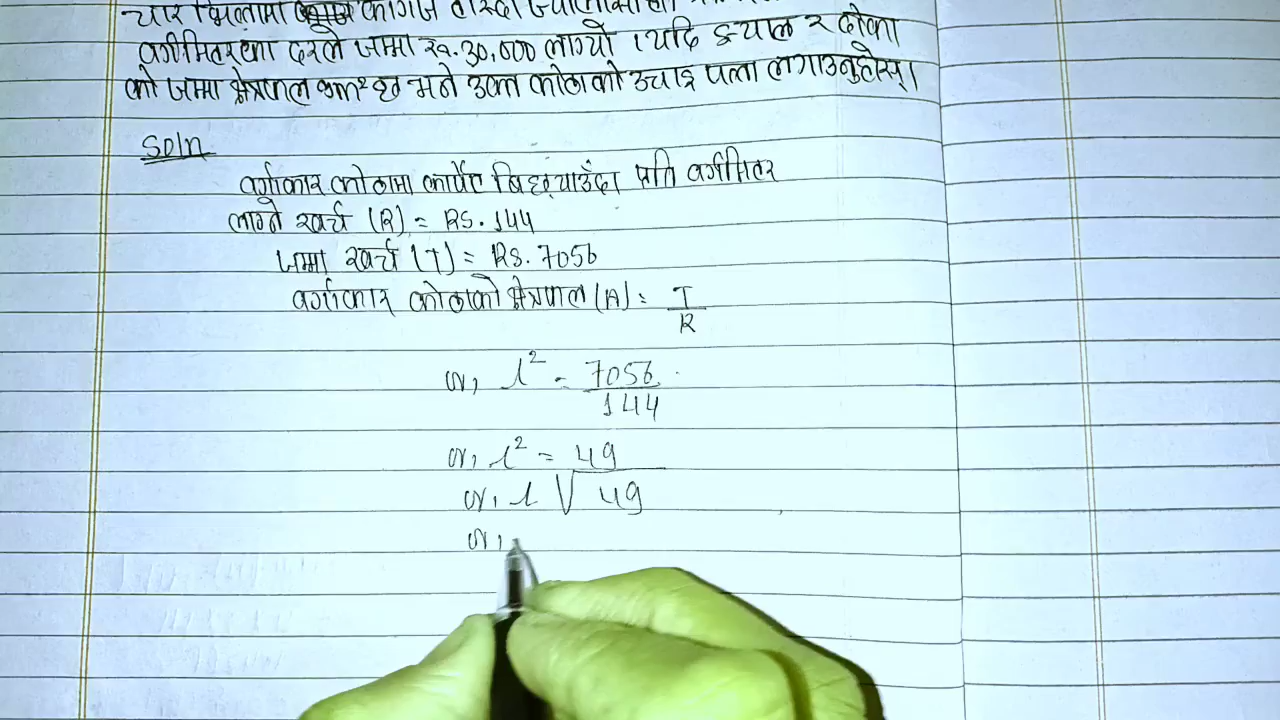 चार भित्तामा कागज टाँस्दा
वर्गमिटरका दरले जम्मा रु. 30,000 लाग्यो । यदि झ्याल र ढोका
को जम्मा क्षेत्रफल छ भने उक्त कोठाको उचाइ पत्ता लगाउनुहोस् ।
Soln
वर्गाकार कोठामा कार्पेट बिछ्याउँदा प्रति वर्गमिटर
लाग्ने खर्च (R) = RS. 144
जम्मा खर्च (T) = RS. 7056
वर्गाकार कोठाको क्षेत्रफल (A) = T/R
or, l² = 7056/144
or, l² = 49
or, l √49
or,